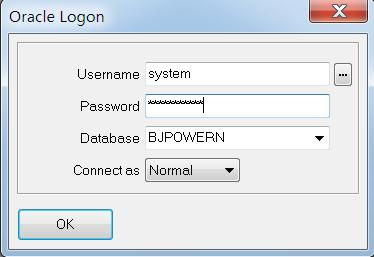 Oracle Logon
Username system ...
Password ************
Database BJPOWERN
Connect as Normal
OK